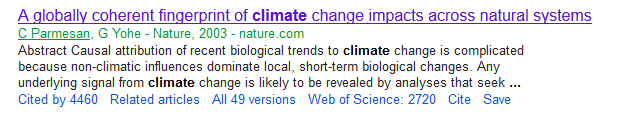 A globally coherent fingerprint of climate change impacts across natural systems
C Parmesan, G Yohe - Nature, 2003 - nature.com
Abstract Causal attribution of recent biological trends to climate change is complicated
because non-climatic influences dominate local, short-term biological changes. Any
underlying signal from climate change is likely to be revealed by analyses that seek ...
Cited by 4460 Related articles All 49 versions Web of Science: 2720 Cite Save